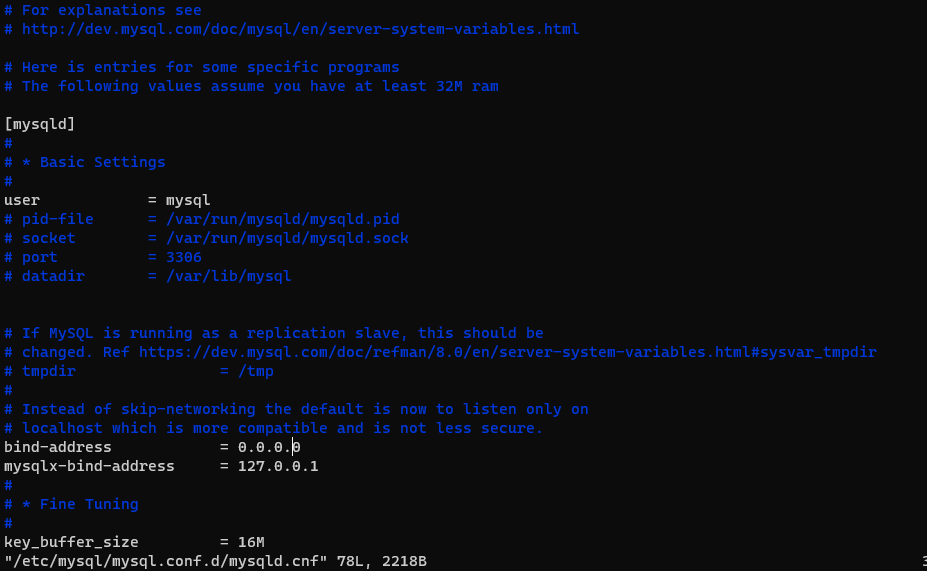 # For explanations see
# http://dev.mysql.com/doc/mysql/en/server-system-variables.html
# Here is entries for some specific programs
# The following values assume you have at least 32M ram
[mysqld]
#
# * Basic Settings
#
user            = mysql
# pid-file      = /var/run/mysqld/mysqld.pid
# socket        = /var/run/mysqld/mysqld.sock
# port          = 3306
# datadir       = /var/lib/mysql
# If MySQL is running as a replication slave, this should be
# changed. Ref https://dev.mysql.com/doc/refman/8.0/en/server-system-variables.html#sysvar_tmpdir
# tmpdir                = /tmp
#
# Instead of skip-networking the default is now to listen only on
# localhost which is more compatible and is not less secure.
bind-address            = 0.0.0.0
mysqlx-bind-address     = 127.0.0.1
#
# * Fine Tuning
#
key_buffer_size         = 16M
"/etc/mysql/mysql.conf.d/mysqld.cnf" 78L, 2218B